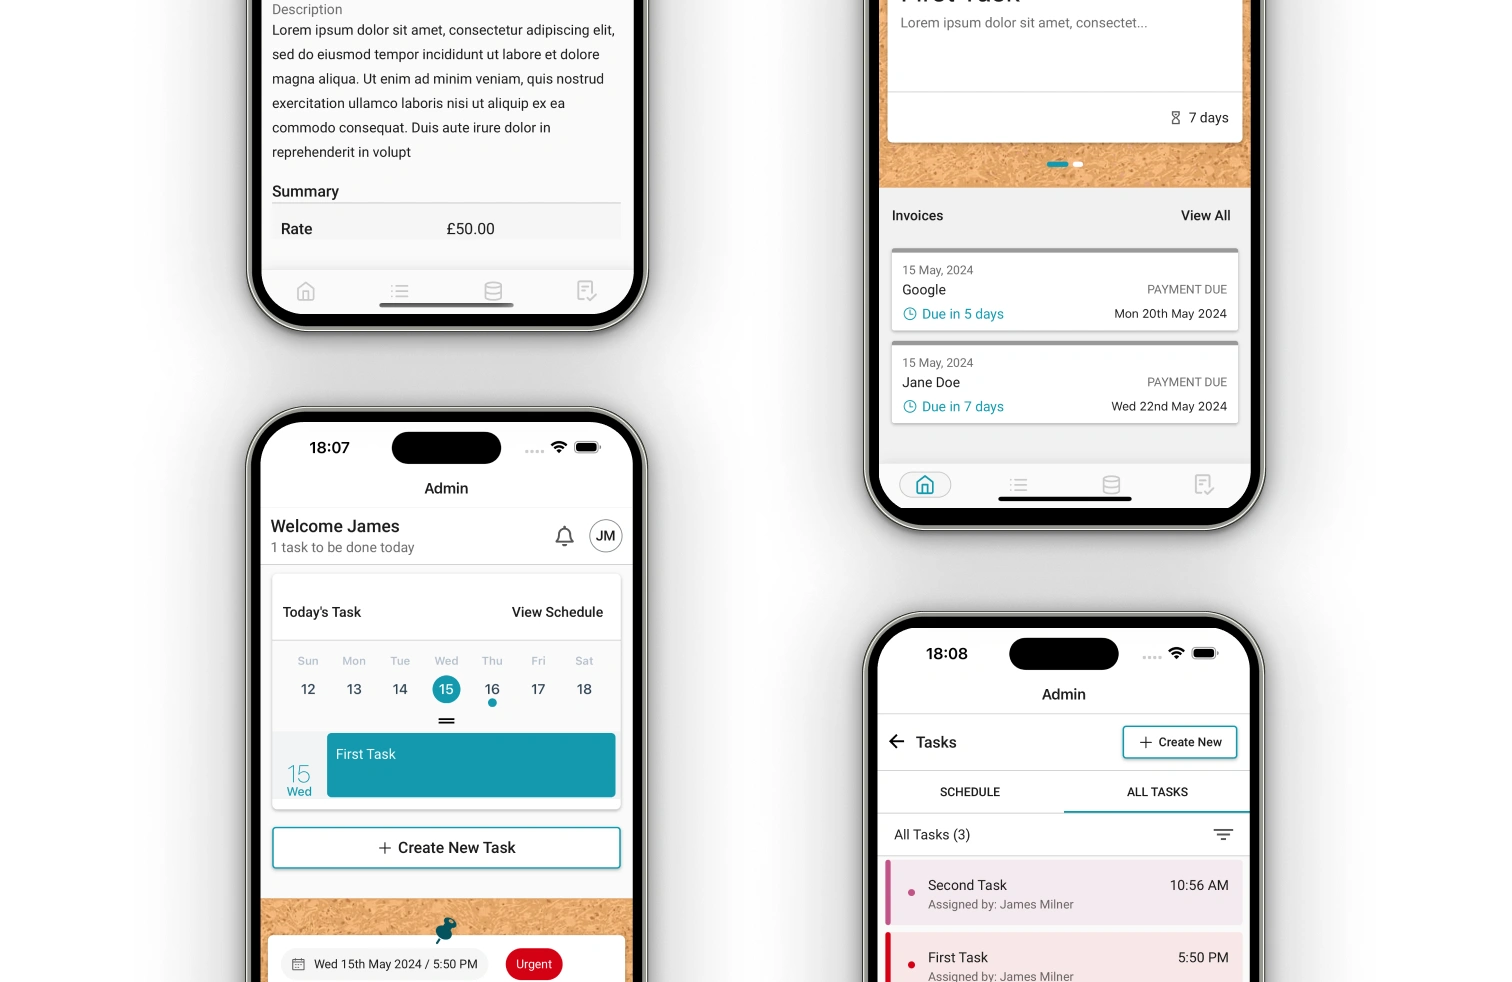 Description
Lorem ipsum dolor sit amet, consectetur adipiscing elit,
sed do eiusmod tempor incididunt ut labore et dolore
magna aliqua. Ut enim ad minim veniam, quis nostrud
exercitation ullamco laboris nisi ut aliquip ex ea
commodo consequat. Duis aute irure dolor in
reprehenderit in volupt
Summary
Rate £50.00
18:07
Admin
Welcome James
1 task to be done today
JM
Today's Task View Schedule
Sun Mon Tue Wed Thu Fri Sat
12 13 14 15 16 17 18
First Task
15
Wed
+ Create New Task
Wed 15th May 2024 / 5:50 PM Urgent
First Task
Lorem ipsum dolor sit amet, consectet...
7 days
Invoices View All
15 May, 2024
Google PAYMENT DUE
Due in 5 days Mon 20th May 2024
15 May, 2024
Jane Doe PAYMENT DUE
Due in 7 days Wed 22nd May 2024
18:08
Admin
Tasks + Create New
SCHEDULE ALL TASKS
All Tasks (3)
Second Task 10:56 AM
Assigned by: James Milner
First Task 5:50 PM
Assigned by: James Milner